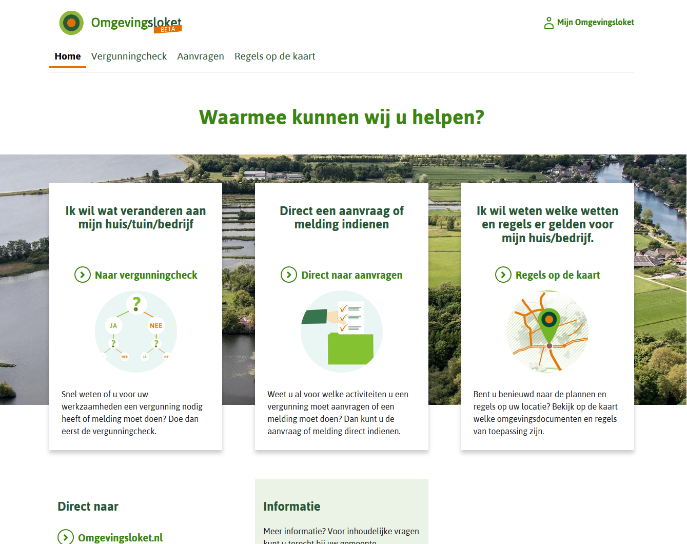 Omgevingsloket
BETA
Mijn Omgevingsloket
Home Vergunningcheck Aanvragen Regels op de kaart
Waarmee kunnen wij u helpen?
Ik wil wat veranderen aan
mijn huis/tuin/bedrijf
Naar vergunningcheck
?
JA NEE
? ?
Snel weten of u voor uw
werkzaamheden een vergunning nodig
heeft of melding moet doen? Doe dan
eerst de vergunningcheck.
Direct een aanvraag of
melding indienen
Direct naar aanvragen
Weet u al voor welke activiteiten u een
vergunning moet aanvragen of een
melding moet doen? Dan kunt u de
aanvraag of melding direct indienen.
Ik wil weten welke wetten
en regels er gelden voor
mijn huis/bedrijf.
Regels op de kaart
Bent u benieuwd naar de plannen en
regels op uw locatie? Bekijk op de kaart
welke omgevingsdocumenten en regels
van toepassing zijn.
Direct naar
Omgevingsloket.nl
Informatie
Meer informatie? Voor inhoudelijke vragen
kunt u terecht bij uw gemeente